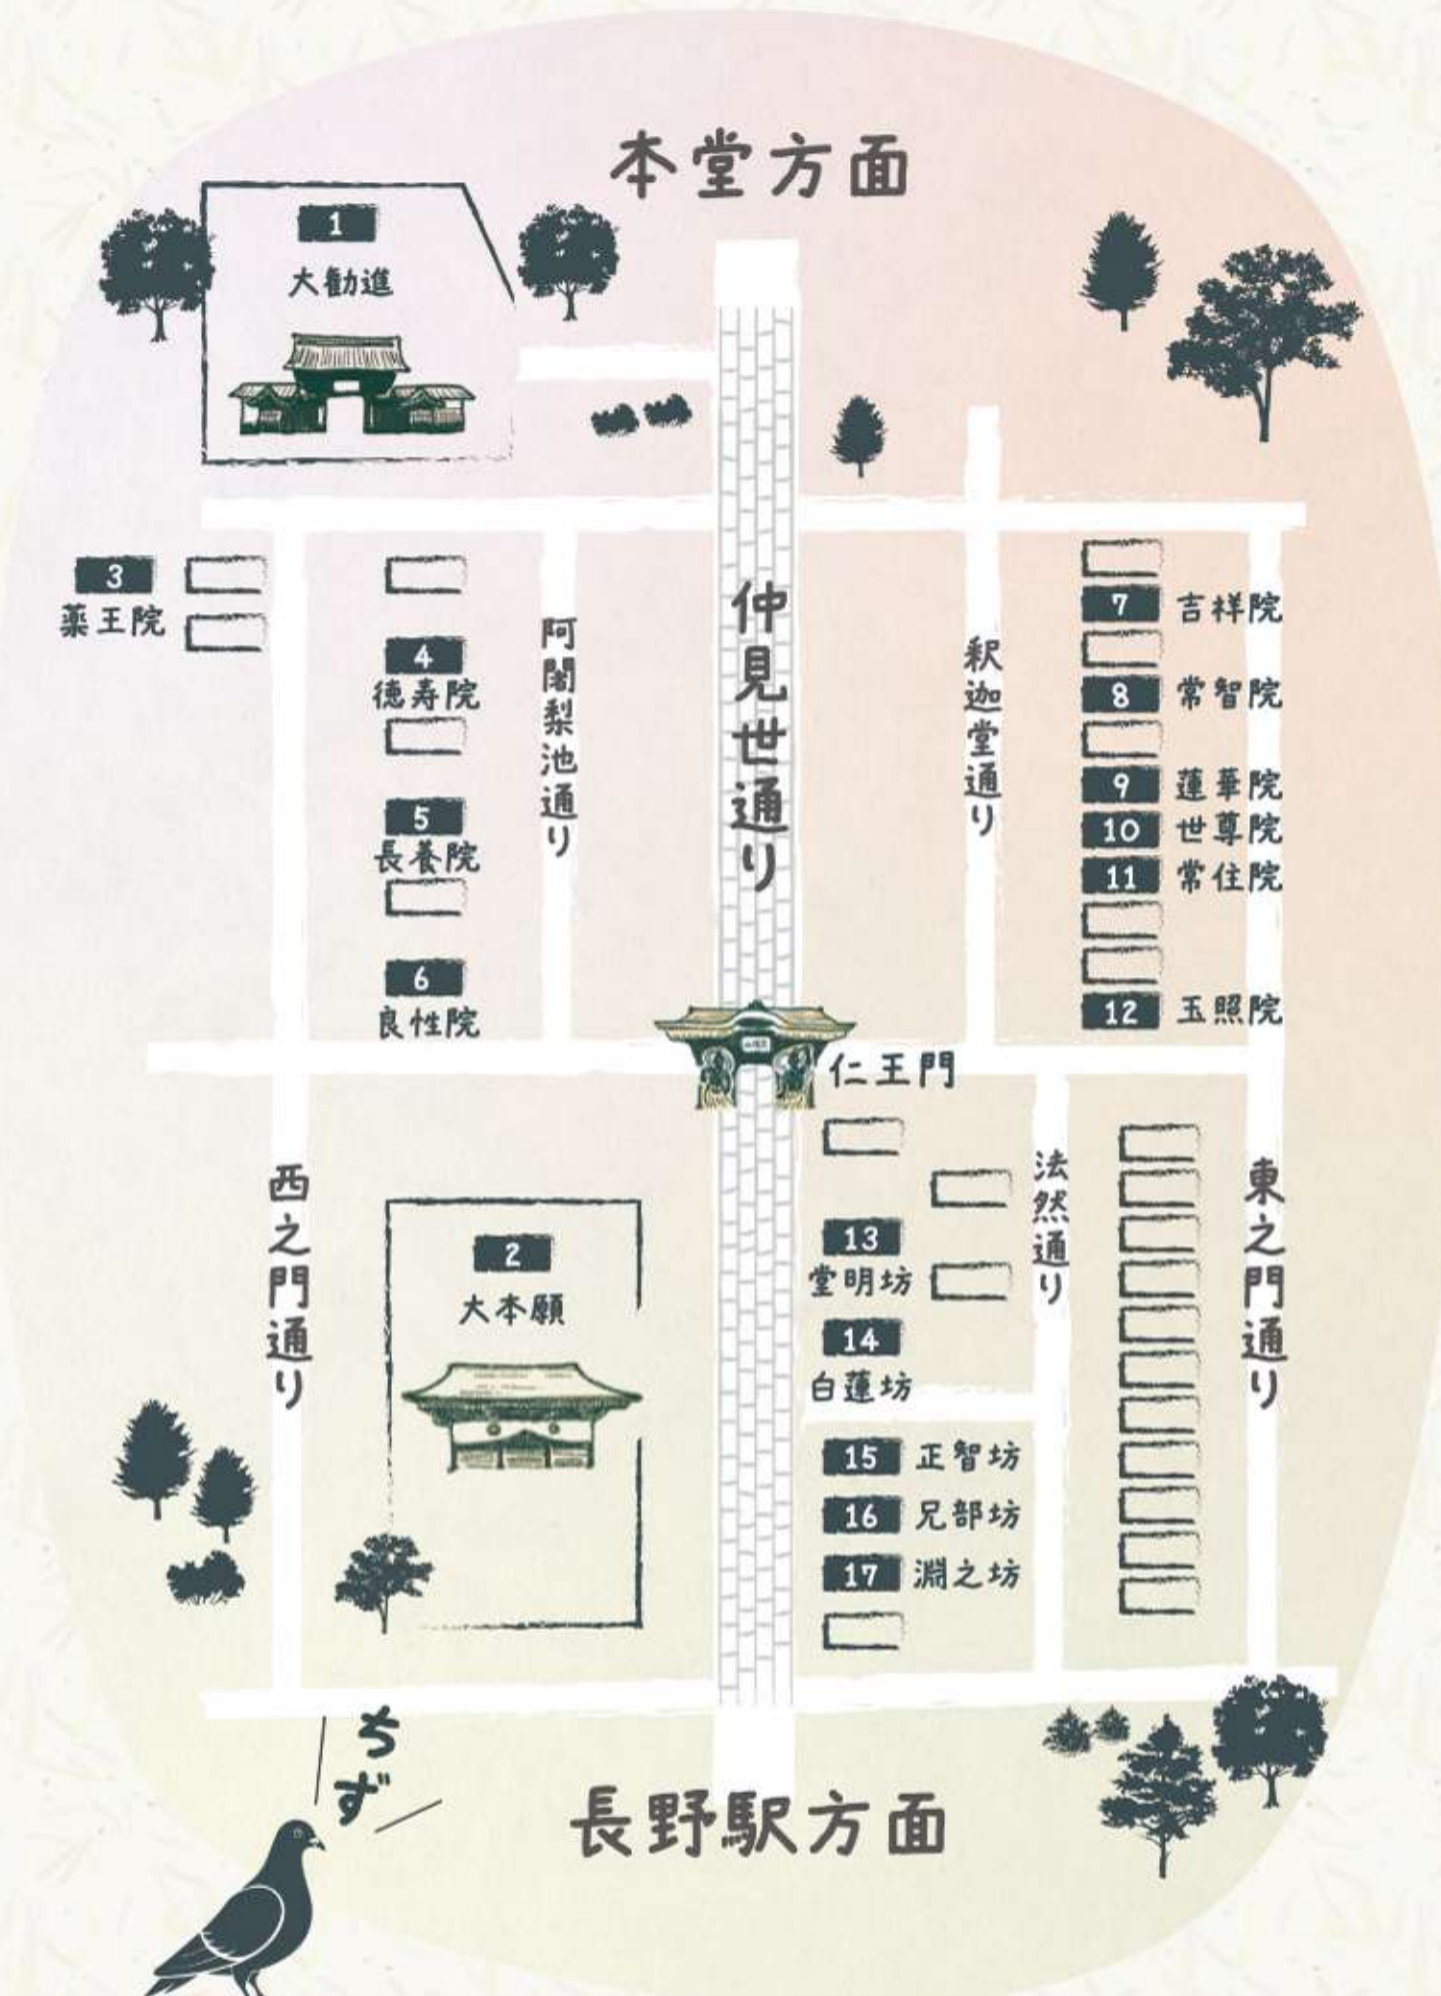 本堂方面
1
大勧進
3
薬王院
4
徳寿院
5
長養院
6
良性院
阿闍梨池通り
仲見世通り
釈迦堂通り
7 吉祥院
8 常智院
9 蓮華院
10 世尊院
11 常住院
12 玉照院
仁王門
西之門通り
2
大本願
13
堂明坊
14
白蓮坊
15 正智坊
16 兄部坊
17 淵之坊
法然通り
東之門通り
ちず
長野駅方面